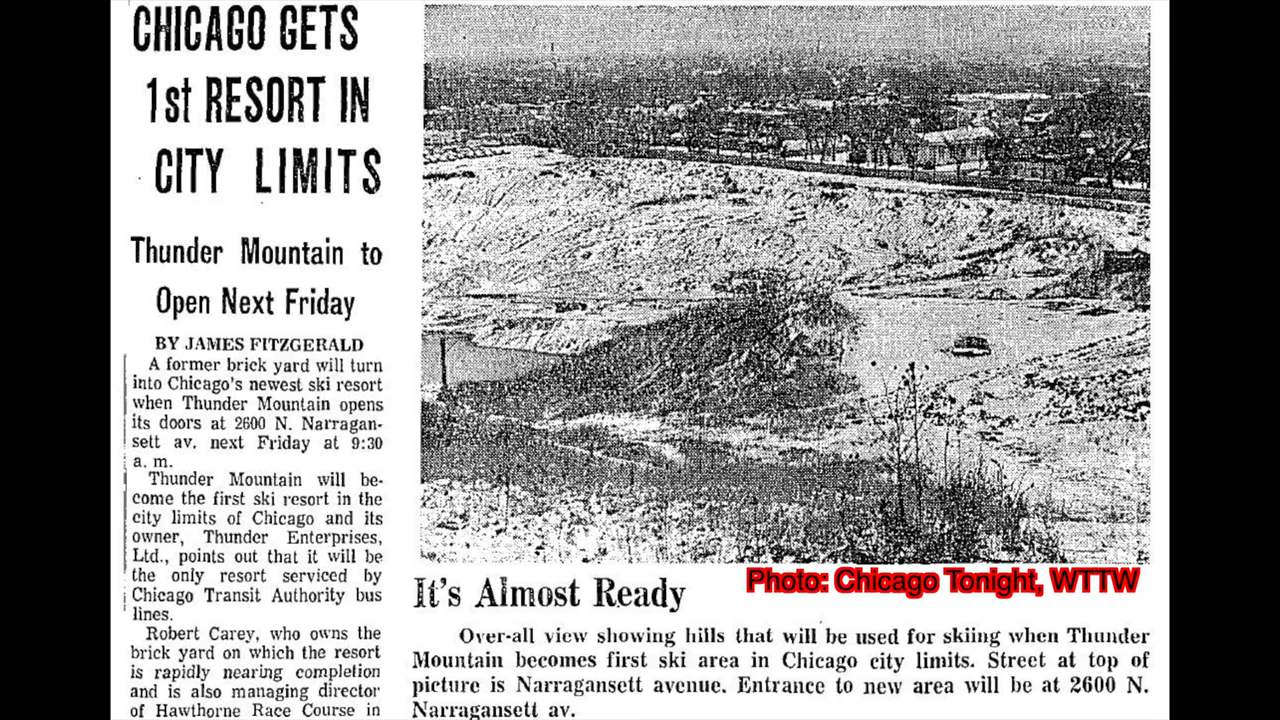 CHICAGO GETS
1st RESORT IN
CITY LIMITS
Thunder Mountain to
Open Next Friday
BY JAMES FITZGERALD
A former brick yard will turn
into Chicago's newest ski resort
when Thunder Mountain opens
its doors at 2600 N. Narragan-
sett av. next Friday at 9:30
a. m.
Thunder Mountain will be-
come the first ski resort in the
city limits of Chicago and its
owner, Thunder Enterprises,
Ltd., points out that it will be
the only resort serviced by
Chicago Transit Authority bus
lines.
Robert Carey, who owns the
brick yard on which the resort
is rapidly nearing completion
and is also managing director
of Hawthorne Race Course in
Photo: Chicago Tonight, WTTW
It's Almost Ready
Over-all view showing hills that will be used for skiing when Thunder
Mountain becomes first ski area in Chicago city limits. Street at top of
picture is Narragansett avenue. Entrance to new area will be at 2600 N.
Narragansett av.